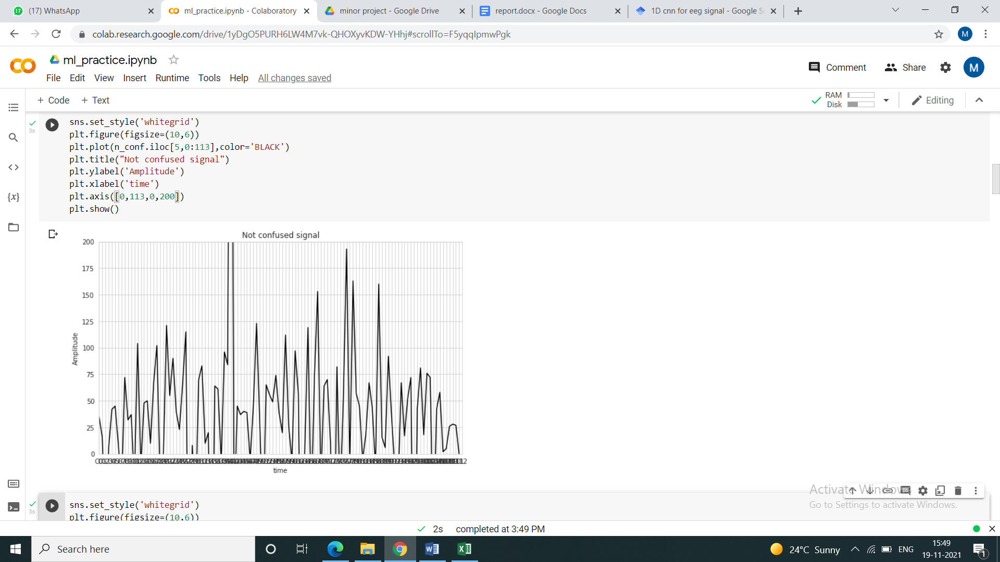 (17) WhatsApp
ml_practice.ipynb - Colaboratory
minor project - Google Drive
report.docx - Google Docs
1D cnn for eeg signal - Google S
colab.research.google.com/drive/1yDgO5PURH6LW4M7vk-QHOXyvKDW-YHhj#scrollTo=F5yqqIpmwPgk
M
ml_practice.ipynb
Comment
Share
M
File Edit View Insert Runtime Tools Help All changes saved
+ Code + Text
RAM
Disk
Editing
3s
sns.set_style('whitegrid')
plt.figure(figsize=(10,6))
plt.plot(n_conf.iloc[5,0:113],color='BLACK')
plt.title("Not confused signal")
plt.ylabel('Amplitude')
plt.xlabel('time')
plt.axis([0,113,0,200])
plt.show()
{x}
Not confused signal
200
175
150
125
100
75
50
25
0
Amplitude
time
Activate Windows
Go to Settings to activate Windows.
3s
sns.set_style('whitegrid')
plt.figure(figsize=(10,6))
2s completed at 3:49 PM
Search here
24°C Sunny
ENG
15:49
19-11-2021
1